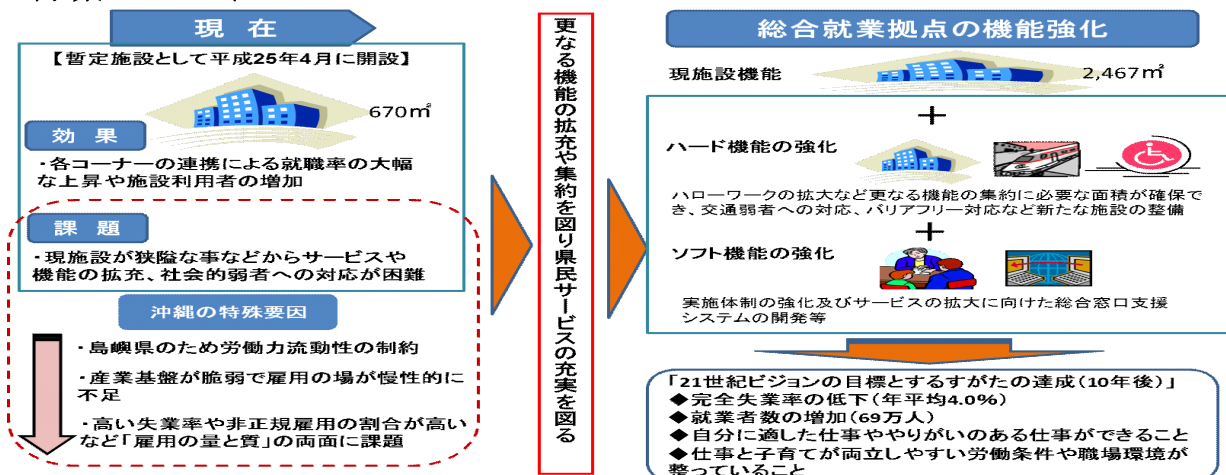 現 在
【暫定施設として平成25年4月に開設】
670㎡
効 果
・各コーナーの連携による就職率の大幅
な上昇や施設利用者の増加
課 題
・現施設が狭隘な事などからサービスや
機能の拡充、社会的弱者への対応が困難
沖縄の特殊要因
・島嶼県のため労働力流動性の制約
・産業基盤が脆弱で雇用の場が慢性的に
不足
・高い失業率や非正規雇用の割合が高い
など「雇用の量と質」の両面に課題
更なる機能の拡充や集約を図り県民サービスの充実を図る
総合就業拠点の機能強化
現施設機能
2,467㎡
＋
ハード機能の強化
ハローワークの拡大など更なる機能の集約に必要な面積が確保で
き、交通弱者への対応、バリアフリー対応など新たな施設の整備
＋
ソフト機能の強化
実施体制の強化及びサービスの拡大に向けた総合窓口支援
システムの開発等
「21世紀ビジョンの目標とするすがたの達成（10年後）」
◆完全失業率の低下（年平均4.0%）
◆就業者数の増加（69万人）
◆自分に適した仕事ややりがいのある仕事ができること
◆仕事と子育てが両立しやすい労働条件や職場環境が
整っていること